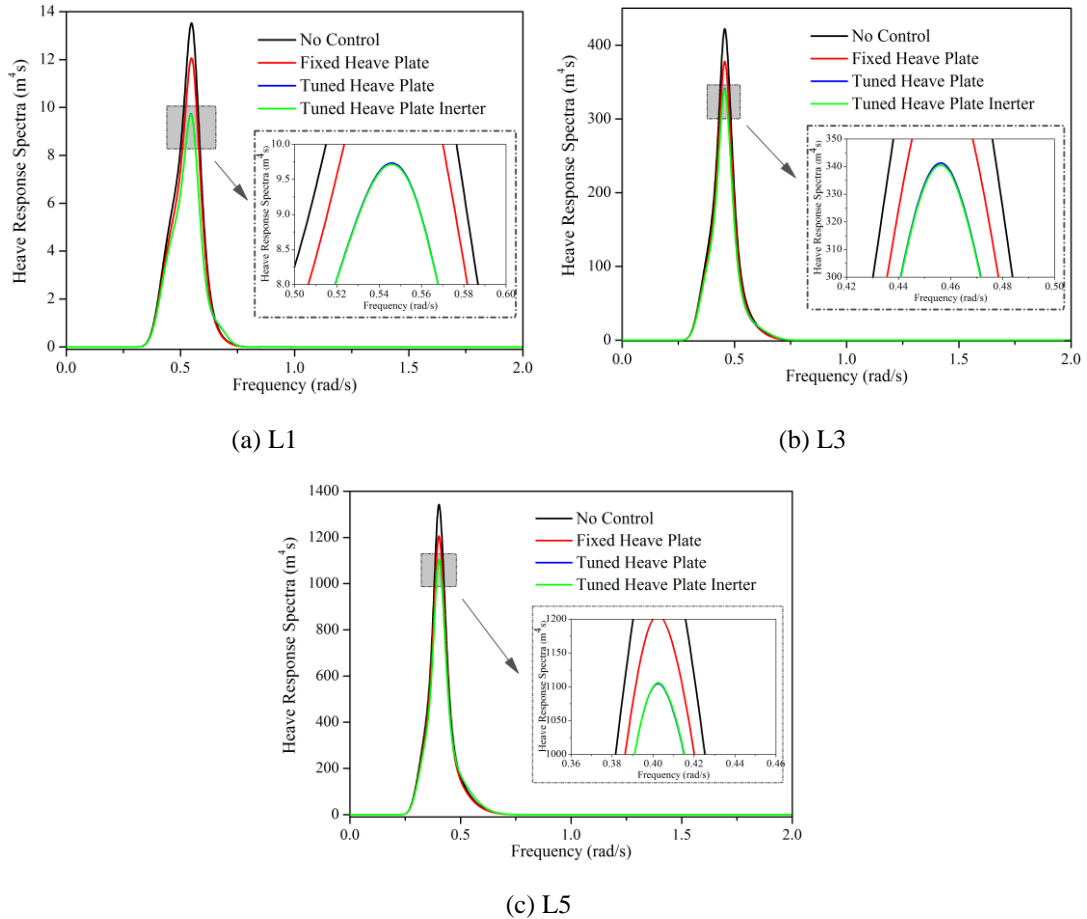 14
12
10
8
6
4
2
0
Heave Response Spectra (m⁴s)
No Control
Fixed Heave Plate
Tuned Heave Plate
Tuned Heave Plate Inerter
10.0
9.5
9.0
8.5
8.0
Heave Response Spectra (m⁴s)
0.50 0.52 0.54 0.56 0.58 0.60
Frequency (rad/s)
0.0 0.5 1.0 1.5 2.0
Frequency (rad/s)
(a) L1
400
300
200
100
0
Heave Response Spectra (m⁴s)
No Control
Fixed Heave Plate
Tuned Heave Plate
Tuned Heave Plate Inerter
350
340
330
320
310
300
Heave Response Spectra (m⁴s)
0.42 0.44 0.46 0.48 0.50
Frequency (rad/s)
0.0 0.5 1.0 1.5 2.0
Frequency (rad/s)
(b) L3
1400
1200
1000
800
600
400
200
0
Heave Response Spectra (m⁴s)
No Control
Fixed Heave Plate
Tuned Heave Plate
Tuned Heave Plate Inerter
1200
1150
1100
1050
1000
Heave Response Spectra (m⁴s)
0.36 0.38 0.40 0.42 0.44 0.46
Frequency (rad/s)
0.0 0.5 1.0 1.5 2.0
Frequency (rad/s)
(c) L5